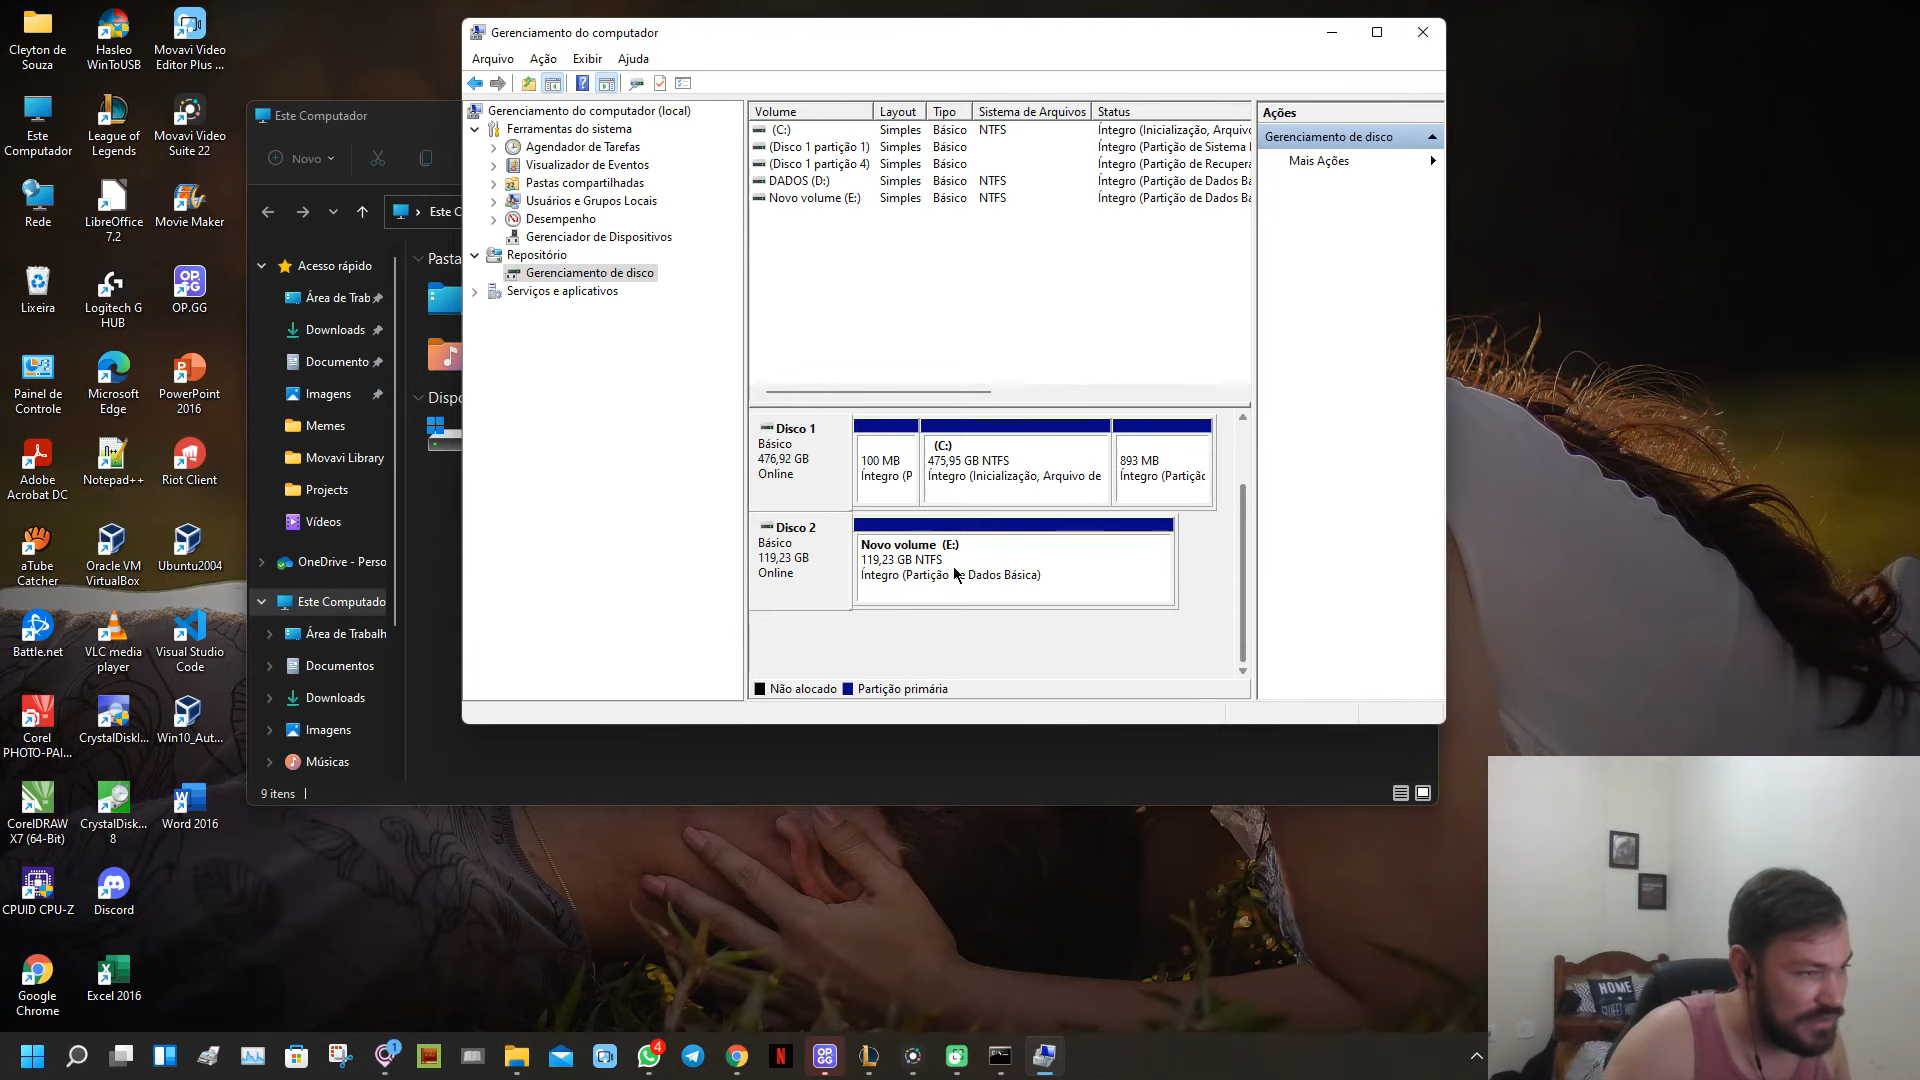 Cleyton de
Souza
Hasleo
WinToUSB
Movavi Video
Editor Plus ...
Este
Computador
League of
Legends
Movavi Video
Suite 22
Rede
LibreOffice
7.2
Movie Maker
Lixeira
Logitech G
HUB
OP.GG
Painel de
Controle
Microsoft
Edge
PowerPoint
2016
Adobe
Acrobat DC
Notepad++
Riot Client
aTube
Catcher
Oracle VM
VirtualBox
Ubuntu2004
Battle.net
VLC media
player
Visual Studio
Code
Corel
PHOTO-PAI...
CrystalDiskI...
Win10_Aut...
CorelDRAW
X7 (64-Bit)
CrystalDisk...
8
Word 2016
CPUID CPU-Z
Discord
Google
Chrome
Excel 2016
Este Computador
Novo
Este C
Acesso rápido
Área de Trab
Downloads
Documento
Imagens
Memes
Movavi Library
Projects
Vídeos
OneDrive - Perso
Este Computado
Área de Trabalh
Documentos
Downloads
Imagens
Músicas
Pasta
Dispo
9 itens
Gerenciamento do computador
Arquivo Ação Exibir Ajuda
Gerenciamento do computador (local)
Ferramentas do sistema
Agendador de Tarefas
Visualizador de Eventos
Pastas compartilhadas
Usuários e Grupos Locais
Desempenho
Gerenciador de Dispositivos
Repositório
Gerenciamento de disco
Serviços e aplicativos
Volume Layout Tipo Sistema de Arquivos Status
(C:) Simples Básico NTFS Íntegro (Inicialização, Arquivo
(Disco 1 partição 1) Simples Básico Íntegro (Partição de Sistema
(Disco 1 partição 4) Simples Básico Íntegro (Partição de Recupera
DADOS (D:) Simples Básico NTFS Íntegro (Partição de Dados Bá
Novo volume (E:) Simples Básico NTFS Íntegro (Partição de Dados Bá
Disco 1
Básico
476,92 GB
Online
100 MB
Íntegro (P
(C:)
475,95 GB NTFS
Íntegro (Inicialização, Arquivo de
893 MB
Íntegro (Partiçã
Disco 2
Básico
119,23 GB
Online
Novo volume (E:)
119,23 GB NTFS
Íntegro (Partição de Dados Básica)
Não alocado Partição primária
Ações
Gerenciamento de disco
Mais Ações
HOME
OP.GG
1
4
N